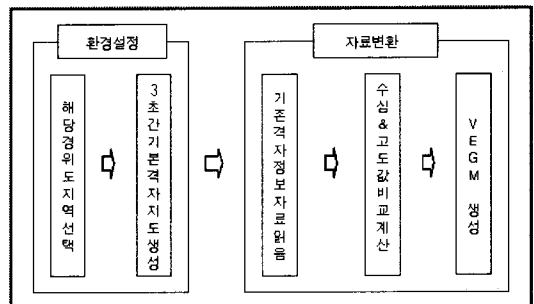 환경설정
자료변환
해당경위도지역선택
3초간기본격자지도생성
기존격자정보자료읽음
수심&고도값비교계산
VEGM 생성